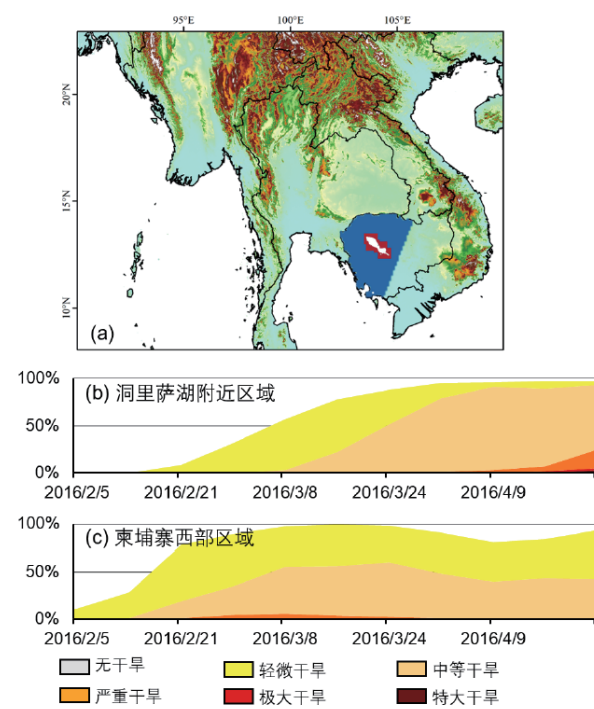 95°E 100°E 105°E
20°N
15°N
10°N
(a)
100%
(b) 洞里萨湖附近区域
50%
0%
2016/2/5 2016/2/21 2016/3/8 2016/3/24 2016/4/9
100%
(c) 柬埔寨西部区域
50%
0%
2016/2/5 2016/2/21 2016/3/8 2016/3/24 2016/4/9
无干旱 轻微干旱 中等干旱
严重干旱 极大干旱 特大干旱